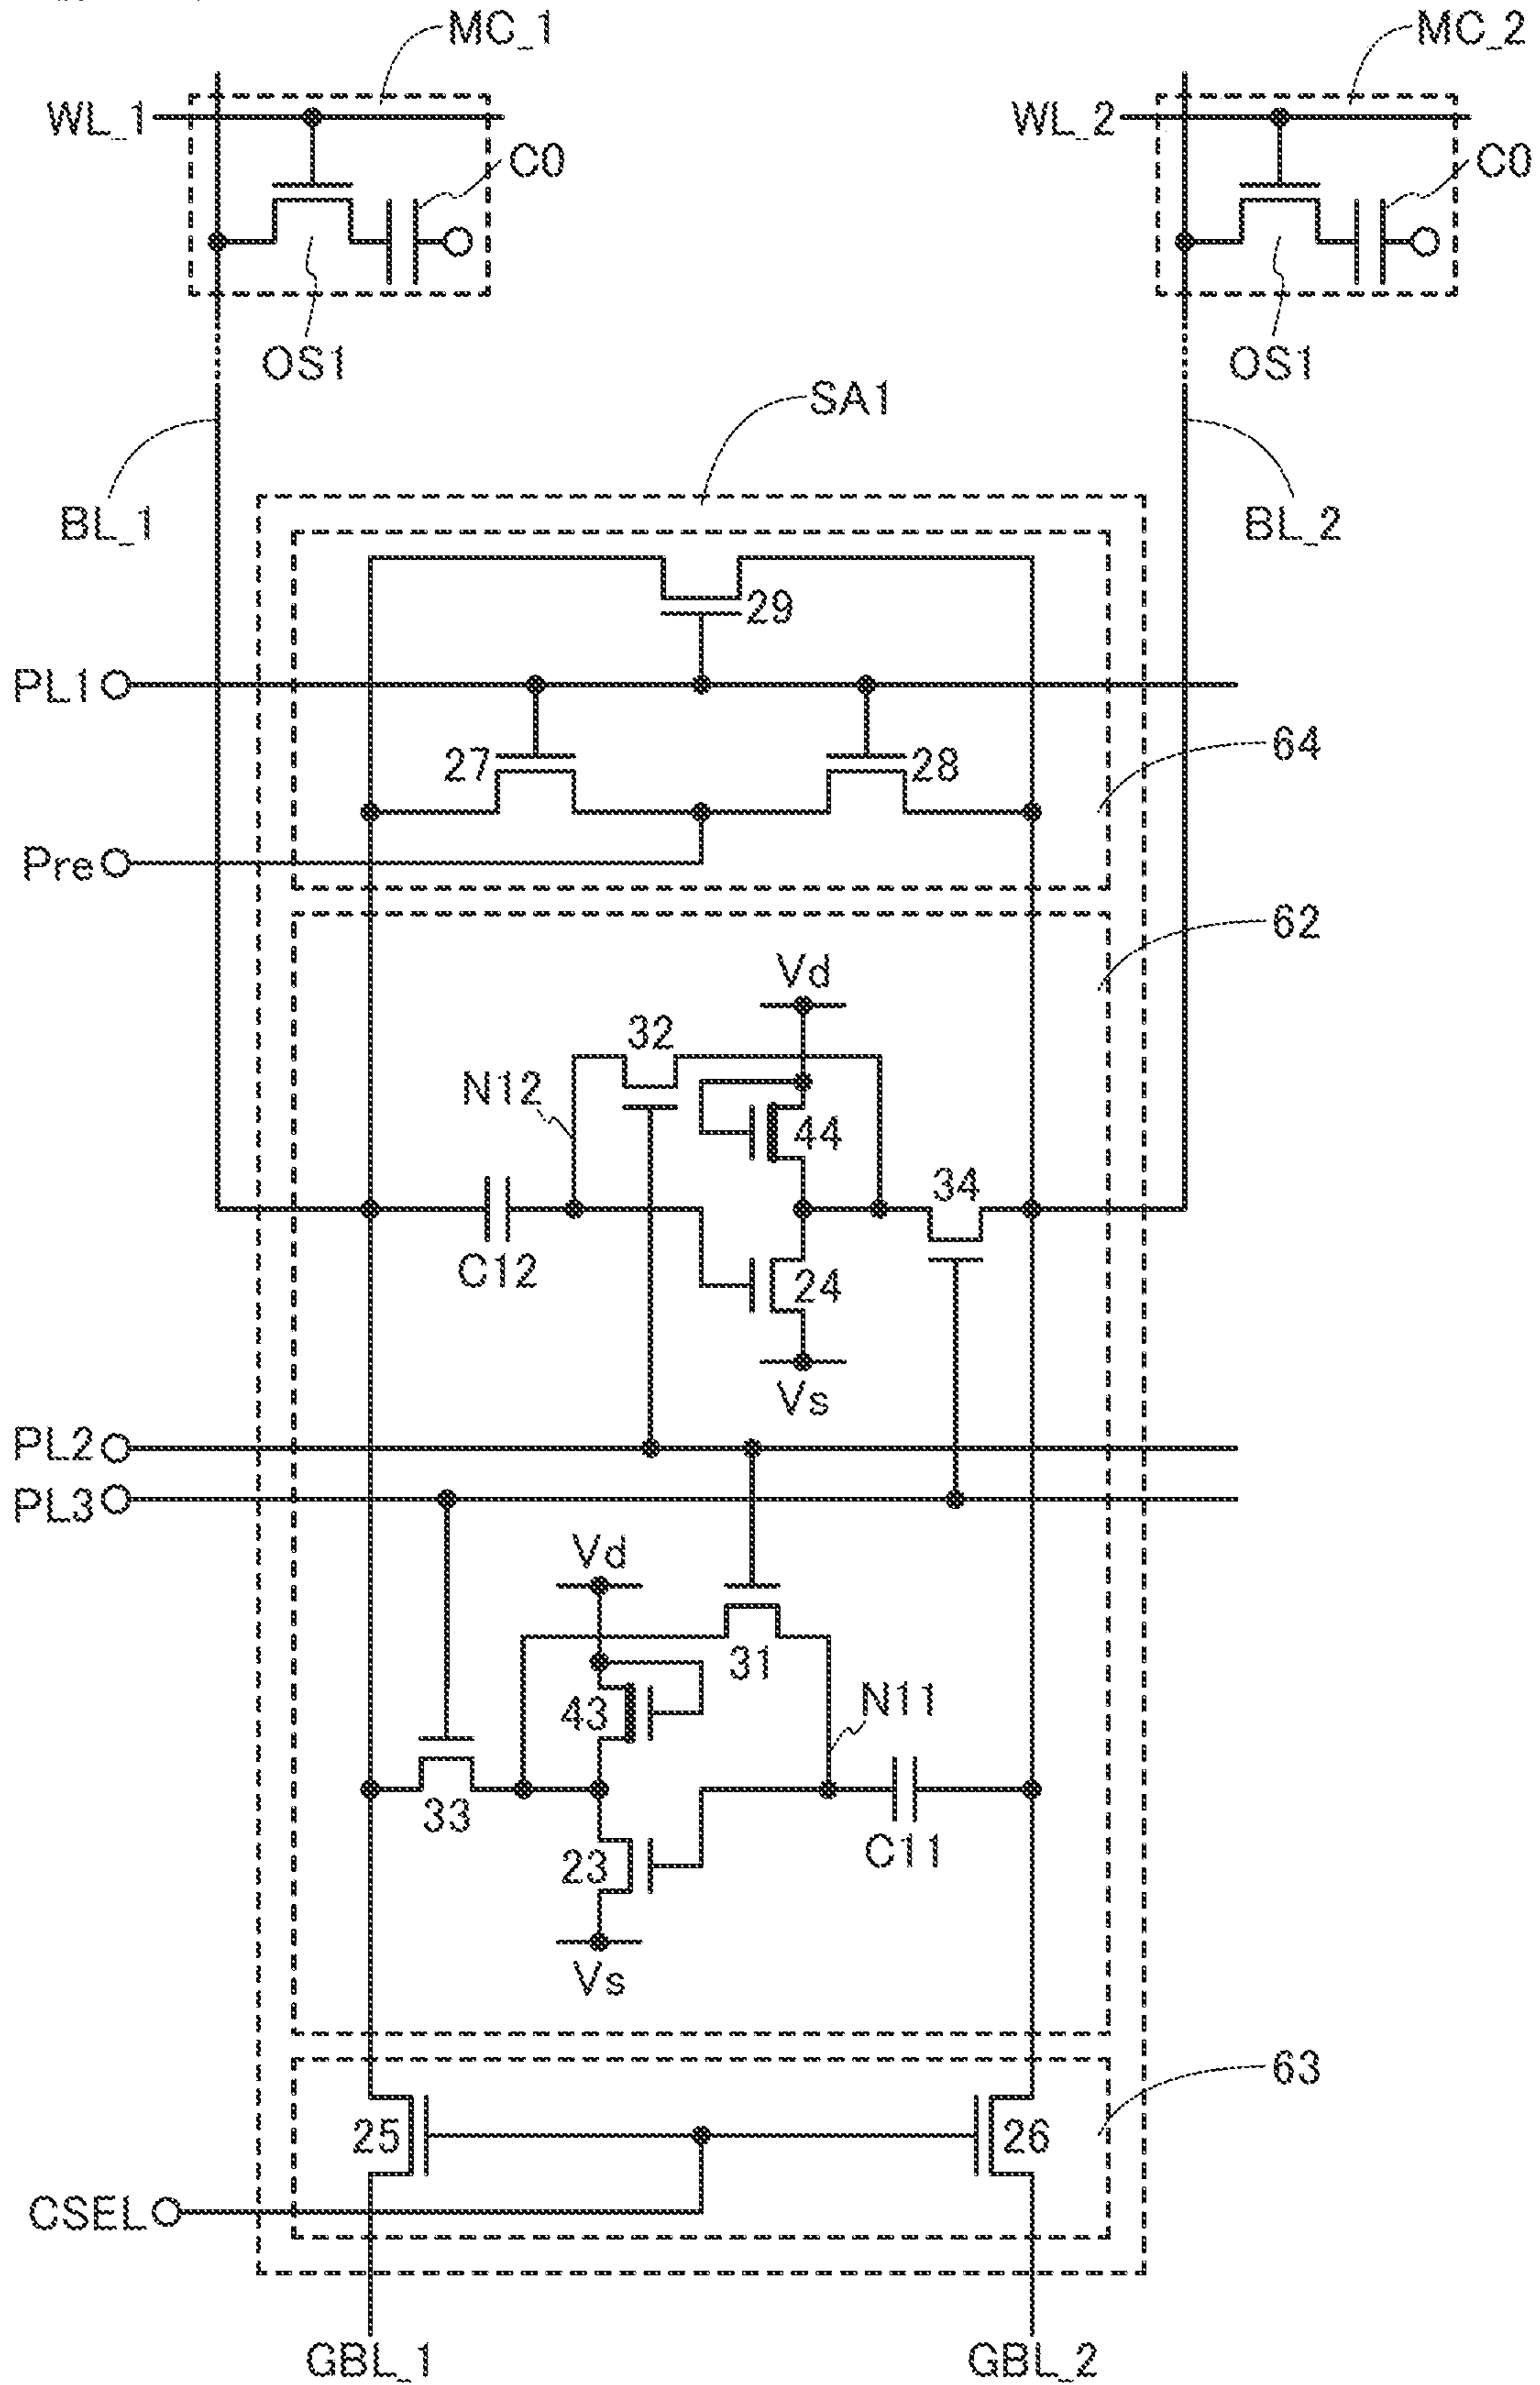 MC_1
MC_2
WL_1
WL_2
C0
C0
OS1
OS1
SA1
BL_1
BL_2
29
PL1
27
28
64
Pre
62
Vd
32
N12
44
34
C12
24
Vs
PL2
PL3
Vd
31
43
N11
33
23
C11
Vs
63
25
26
CSEL
GBL_1
GBL_2